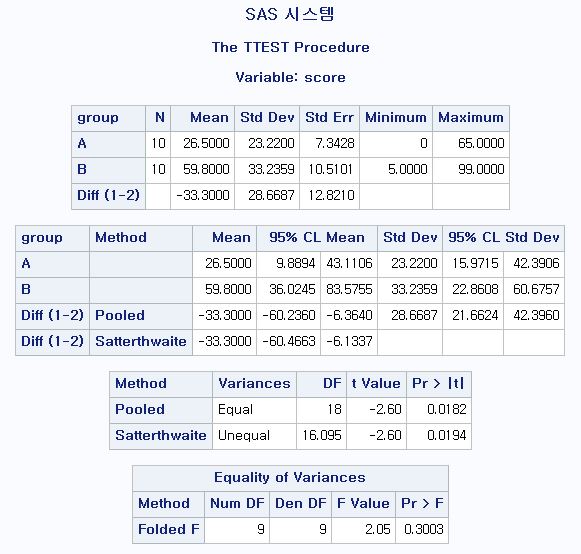 SAS 시스템
The TTEST Procedure
Variable: score
group N Mean Std Dev Std Err Minimum Maximum
A 10 26.5000 23.2200 7.3428 0 65.0000
B 10 59.8000 33.2359 10.5101 5.0000 99.0000
Diff (1-2) -33.3000 28.6687 12.8210
group Method Mean 95% CL Mean Std Dev 95% CL Std Dev
A 26.5000 9.8894 43.1106 23.2200 15.9715 42.3906
B 59.8000 36.0245 83.5755 33.2359 22.8608 60.6757
Diff (1-2) Pooled -33.3000 -60.2360 -6.3640 28.6687 21.6624 42.3960
Diff (1-2) Satterthwaite -33.3000 -60.4663 -6.1337
Method Variances DF t Value Pr > |t|
Pooled Equal 18 -2.60 0.0182
Satterthwaite Unequal 16.095 -2.60 0.0194
Equality of Variances
Method Num DF Den DF F Value Pr > F
Folded F 9 9 2.05 0.3003